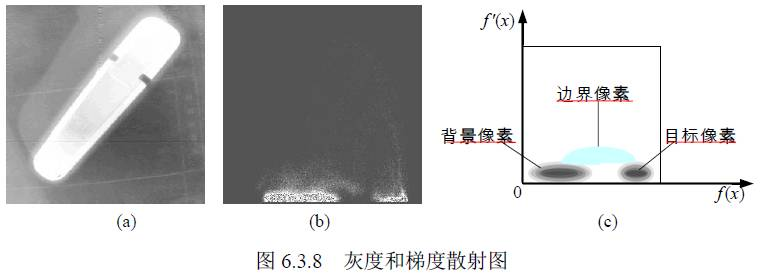 f'(x)
边界像素
背景像素
目标像素
0
f(x)
(a)
(b)
(c)
图 6.3.8 灰度和梯度散射图